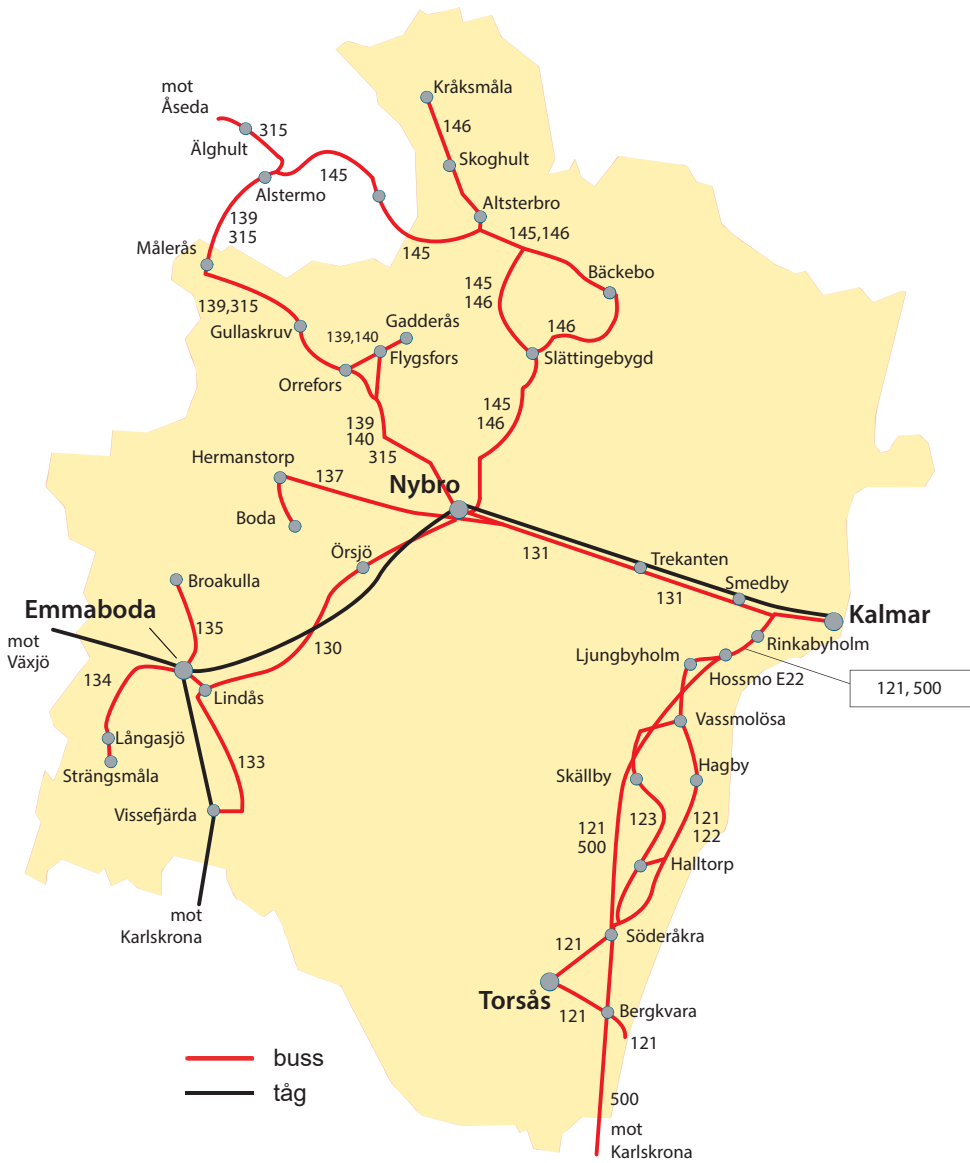 mot
Åseda
315
Älghult
Alstermo
145
Kråksmåla
146
Skoghult
Altsterbro
139
315
145
145,146
Målerås
Bäckebo
145
146
139,315
Gullaskruv
Gadderås
139,140
Flygsfors
146
Slättingebygd
Orrefors
145
146
139
140
315
Hermanstorp
137
Nybro
Boda
131
Örsjö
Trekanten
Broakulla
Smedby
131
Emmaboda
Kalmar
mot
Växjö
135
130
Rinkabyholm
Ljungbyholm
Hossmo E22
121, 500
134
Lindås
Vassmolösa
Långasjö
Strängsmåla
133
Skällby
Hagby
Vissefjärda
123
121
122
121
500
Halltorp
mot
Karlskrona
121
Söderåkra
Torsås
121
Bergkvara
121
buss
tåg
500
mot
Karlskrona